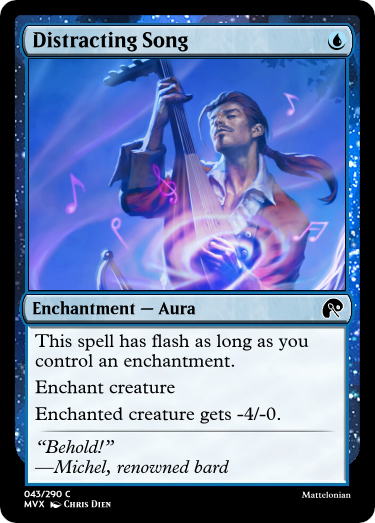 Distracting Song
Enchantment — Aura
This spell has flash as long as you
control an enchantment.
Enchant creature
Enchanted creature gets -4/-0.
“Behold!”
—Michel, renowned bard
043/290 C
MVX Chris Dien
Mattelonian